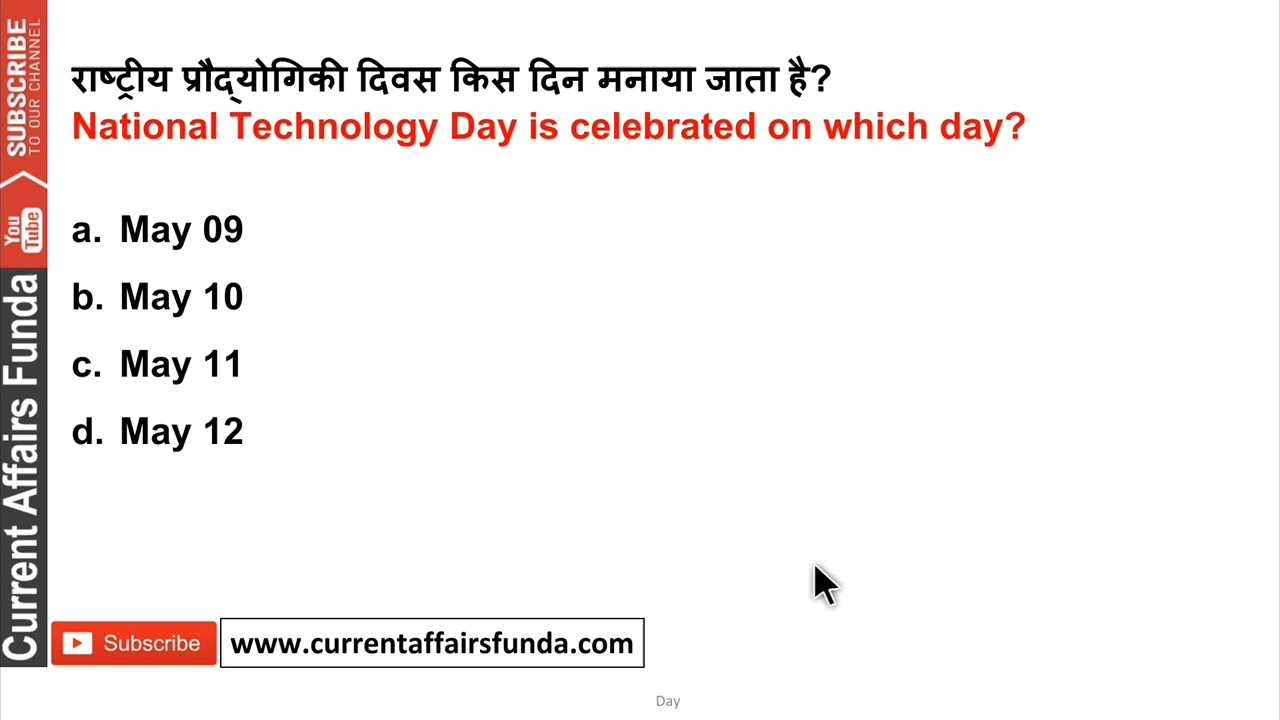 राष्ट्रीय प्रौद्योगिकी दिवस किस दिन मनाया जाता है?
National Technology Day is celebrated on which day?
a. May 09
b. May 10
c. May 11
d. May 12
SUBSCRIBE
TO OUR CHANNEL
You
Tube
Current Affairs Funda
Subscribe
www.currentaffairsfunda.com
Day